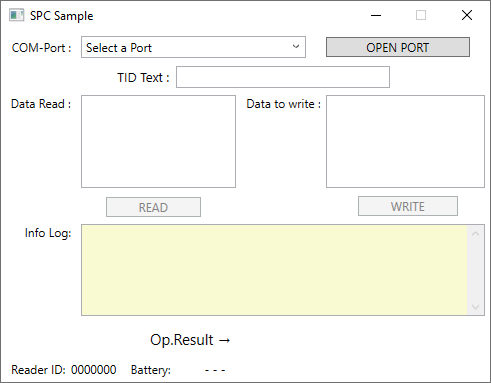 SPC Sample
COM-Port : Select a Port OPEN PORT
TID Text :
Data Read : Data to write :
READ WRITE
Info Log:
Op.Result →
Reader ID: 0000000 Battery: - - -